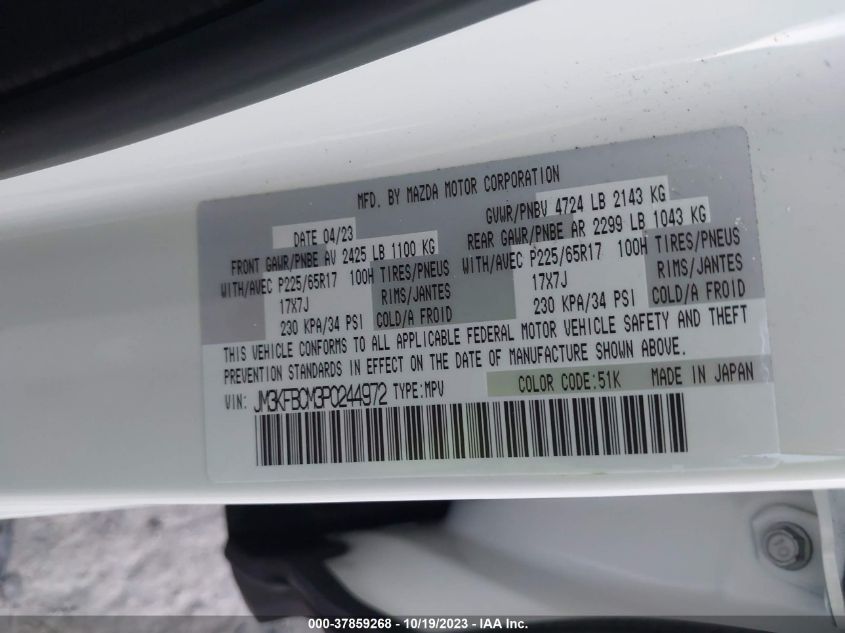 MFD. BY MAZDA MOTOR CORPORATION
DATE 04/23 GVWR/PNBV 4724 LB 2143 KG
FRONT GAWR/PNBE AV 2425 LB 1100 KG REAR GAWR/PNBE AR 2299 LB 1043 KG
WITH/AVEC P225/65R17 100H TIRES/PNEUS WITH/AVEC P225/65R17 100H TIRES/PNEUS
17X7J RIMS/JANTES 17X7J RIMS/JANTES
230 KPA/34 PSI COLD/A FROID 230 KPA/34 PSI COLD/A FROID
THIS VEHICLE CONFORMS TO ALL APPLICABLE FEDERAL MOTOR VEHICLE SAFETY AND THEFT
PREVENTION STANDARDS IN EFFECT ON THE DATE OF MANUFACTURE SHOWN ABOVE.
VIN: JM3KFBCM3P0244972 TYPE:MPV COLOR CODE:51K MADE IN JAPAN
000-37859268 - 10/19/2023 - IAA Inc.